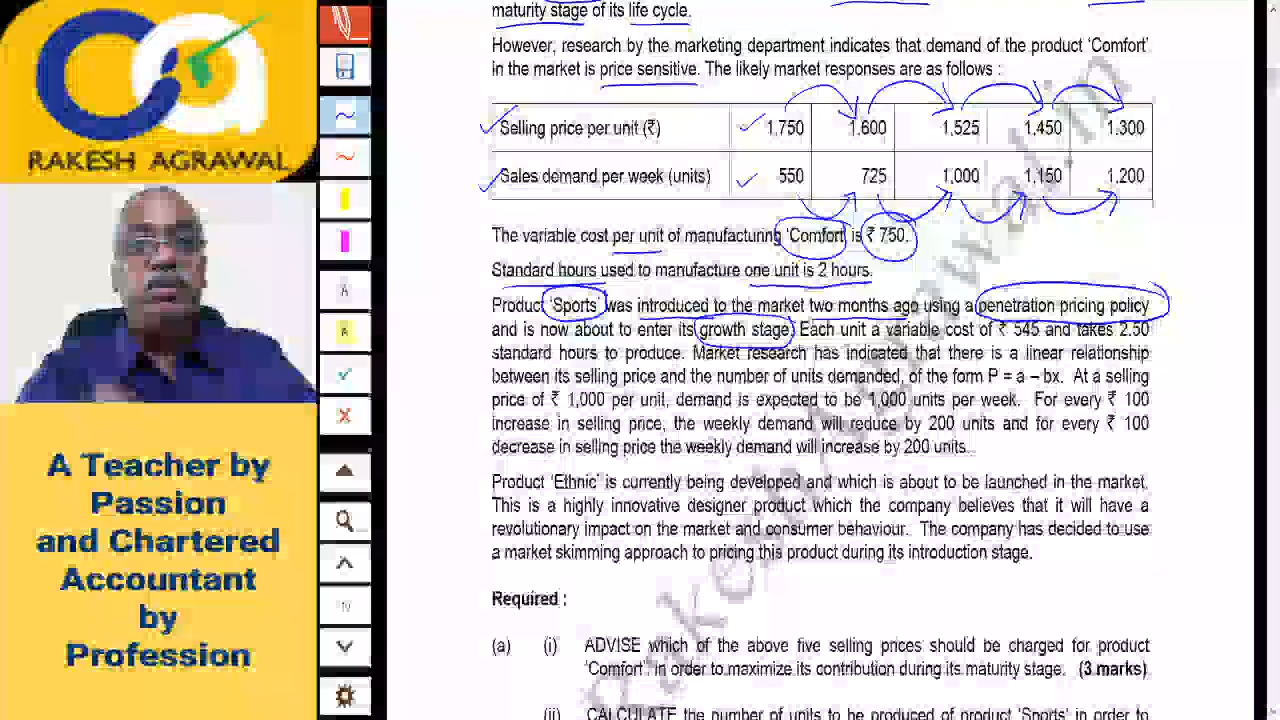 RAKESH AGRAWAL
A Teacher by
Passion
and Chartered
Accountant
by
Profession
maturity stage of its life cycle.
However, research by the marketing department indicates that demand of the product 'Comfort'
in the market is price sensitive. The likely market responses are as follows :
Selling price per unit (₹) 1.750 1.600 1.525 1.450 1.300
Sales demand per week (units) 550 725 1,000 1,150 1,200
The variable cost per unit of manufacturing 'Comfort' is ₹ 750.
Standard hours used to manufacture one unit is 2 hours.
Product 'Sports' was introduced to the market two months ago using a penetration pricing policy
and is now about to enter its growth stage. Each unit a variable cost of ₹ 545 and takes 2.50
standard hours to produce. Market research has indicated that there is a linear relationship
between its selling price and the number of units demanded, of the form P = a – bx. At a selling
price of ₹ 1,000 per unit, demand is expected to be 1,000 units per week. For every ₹ 100
increase in selling price, the weekly demand will reduce by 200 units and for every ₹ 100
decrease in selling price the weekly demand will increase by 200 units.
Product 'Ethnic' is currently being developed and which is about to be launched in the market.
This is a highly innovative designer product which the company believes that it will have a
revolutionary impact on the market and consumer behaviour. The company has decided to use
a market skimming approach to pricing this product during its introduction stage.
Required :
(a) (i) ADVISE which of the above five selling prices should be charged for product
'Comfort' in order to maximize its contribution during its maturity stage. (3 marks)
(ii) CALCULATE the number of units to be produced of product 'Sports' in order to